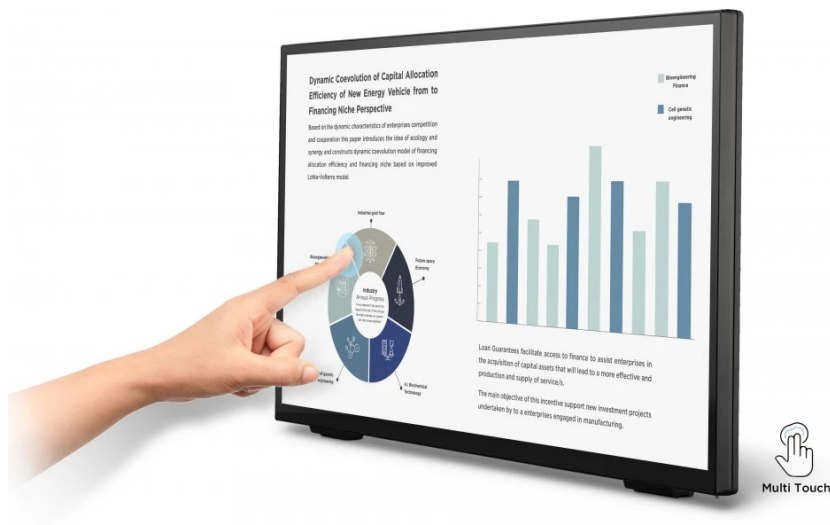 Dynamic Coevolution of Capital Allocation
Efficiency of New Energy Vehicle from to
Financing Niche Perspective
Based on the dynamic characteristics of enterprises competition
and cooperation this paper introduces the idea of ecology and
synergy and constructs dynamic coevolution model of financing
allocation efficiency and financing niche based on improved
Lotka-Volterra model.
Industrial grid flow
Future space
Economy
Industry
Annual Progress
A.I Biochemical
Technology
Bioengineering
Finance
Cell genetic
engineering
Loan Guarantees facilitate access to finance to assist enterprises in
the acquisition of capital assets that will lead to a more effective and
production and supply of service/s.
The main objective of this incentive support new investment projects
undertaken by to a enterprises engaged in manufacturing.
Multi Touch